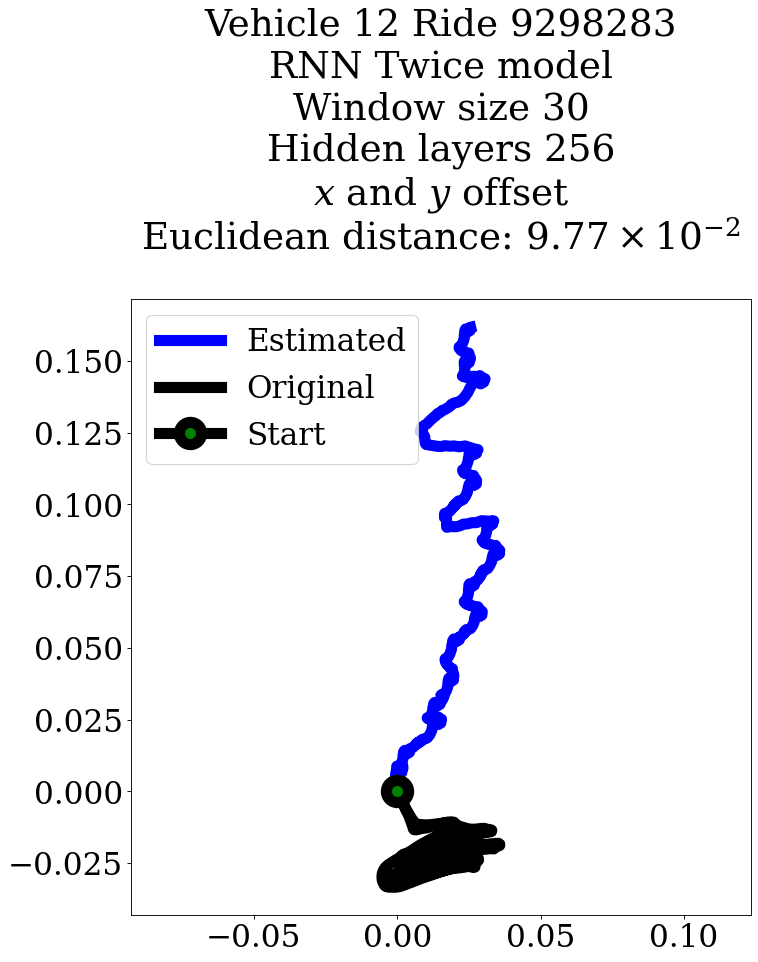 Vehicle 12 Ride 9298283
RNN Twice model
Window size 30
Hidden layers 256
x and y offset
Euclidean distance: 9.77 × 10⁻²
Estimated
Original
Start
0.150
0.125
0.100
0.075
0.050
0.025
0.000
−0.025
−0.05 0.00 0.05 0.10